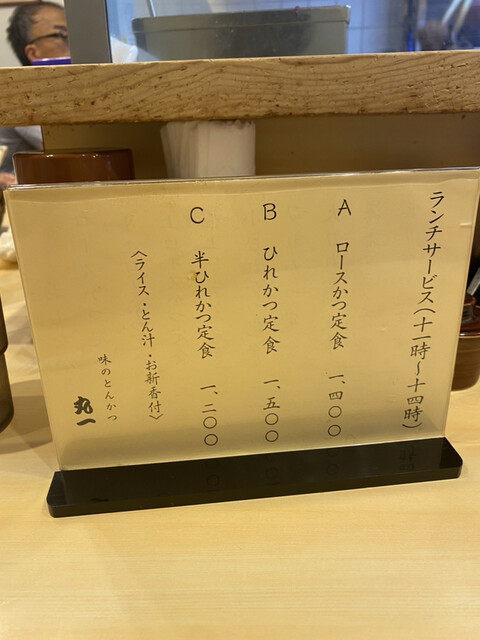 ランチサービス(十一時〜十四時)
A ロースかつ定食 一、四〇〇
B ひれかつ定食 一、五〇〇
C 半ひれかつ定食 一、二〇〇
〈ライス・とん汁・お新香付〉
味のとんかつ
丸一